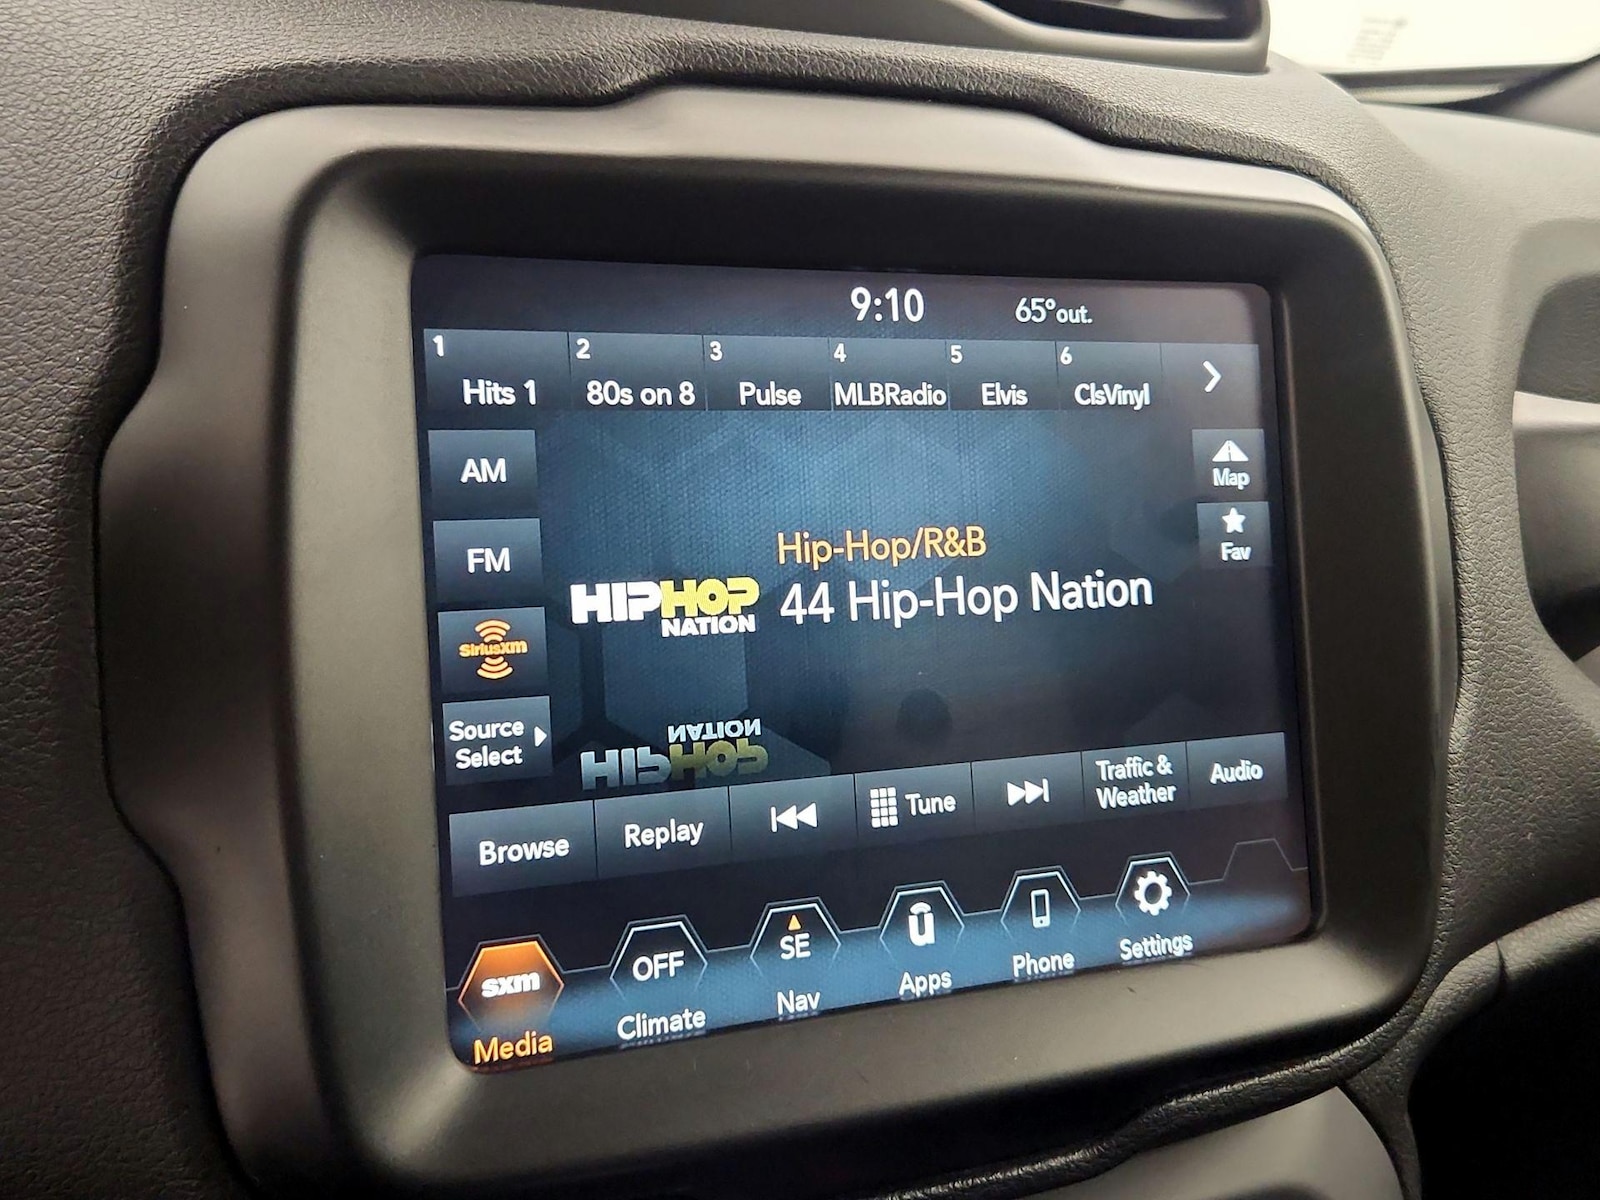 9:10 65°out.
1 2 3 4 5 6
Hits 1 80s on 8 Pulse MLBRadio Elvis ClsVinyl
AM
Map
FM
Fav
Hip-Hop/R&B
HIPHOP
NATION
44 Hip-Hop Nation
SiriusXM
Source
Select
NATION
HIPHOP
Browse Replay Tune Traffic &
Weather Audio
sxm OFF SE ū
Media Climate Nav Apps Phone Settings